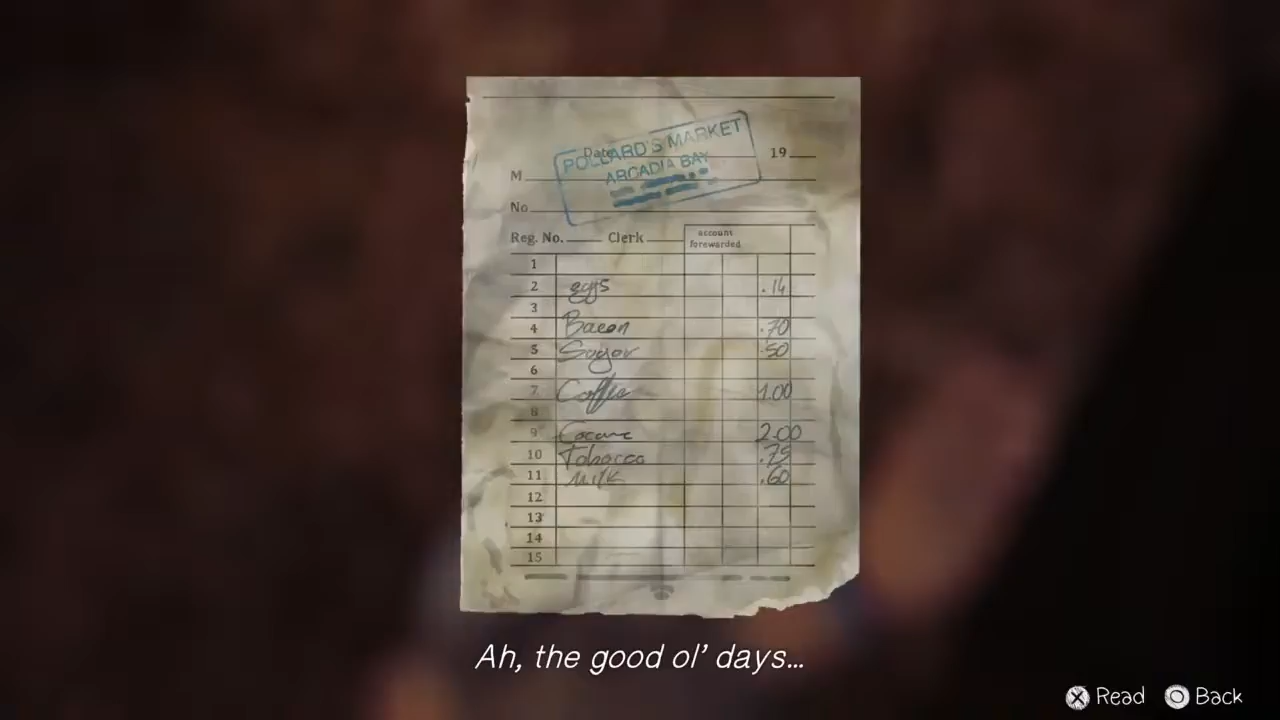 Date
19
POLLARD'S MARKET
ARCADIA BAY
M
No
Reg. No. Clerk
account
forewarded
1
2 eggs .14
3
4 Bacon .70
5 Sugar .50
6
7 Coffee 1.00
8
9 Cocane 2.00
10 Tobacco .75
11 Milk .60
12
13
14
15
Ah, the good ol' days...
Read Back